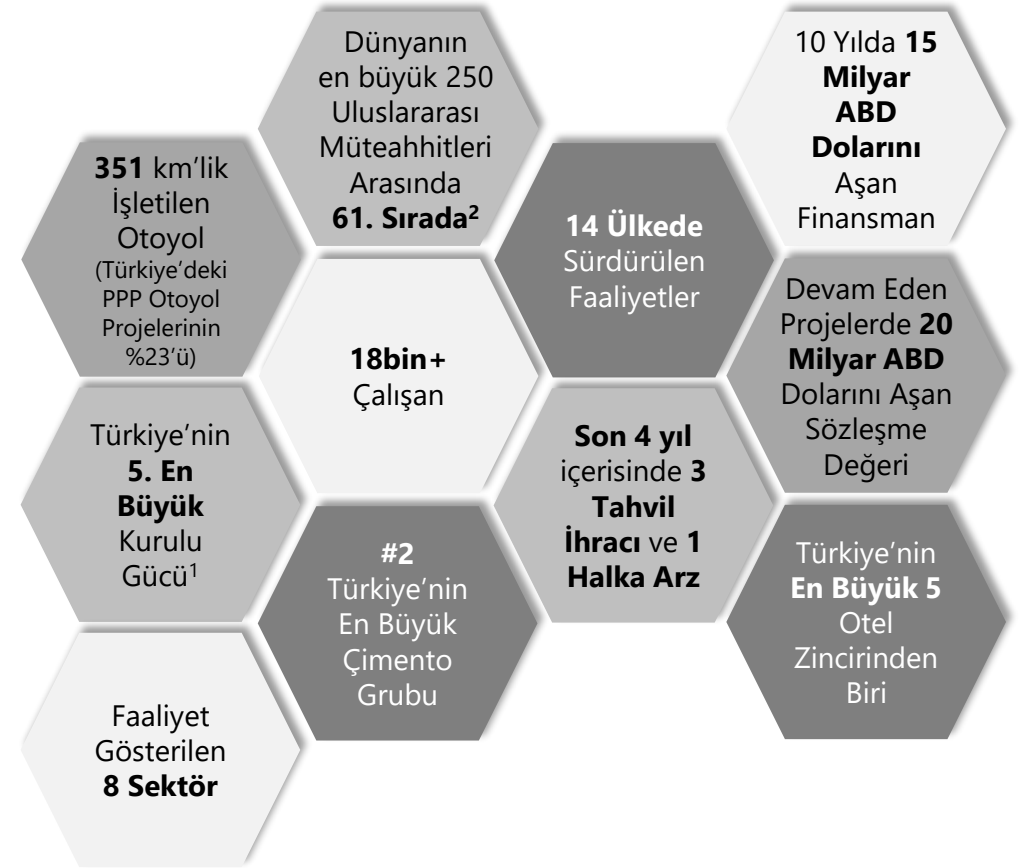 351 km’lik
İşletilen
Otoyol
(Türkiye’deki
PPP Otoyol
Projelerinin
%23’ü)
Türkiye’nin
5. En
Büyük
Kurulu
Gücü¹
Faaliyet
Gösterilen
8 Sektör
Dünyanın
en büyük 250
Uluslararası
Müteahhitleri
Arasında
61. Sırada²
18bin+
Çalışan
#2
Türkiye’nin
En Büyük
Çimento
Grubu
14 Ülkede
Sürdürülen
Faaliyetler
Son 4 yıl
içerisinde 3
Tahvil
İhracı ve 1
Halka Arz
10 Yılda 15
Milyar
ABD
Dolarını
Aşan
Finansman
Devam Eden
Projelerde 20
Milyar ABD
Dolarını Aşan
Sözleşme
Değeri
Türkiye’nin
En Büyük 5
Otel
Zincirinden
Biri